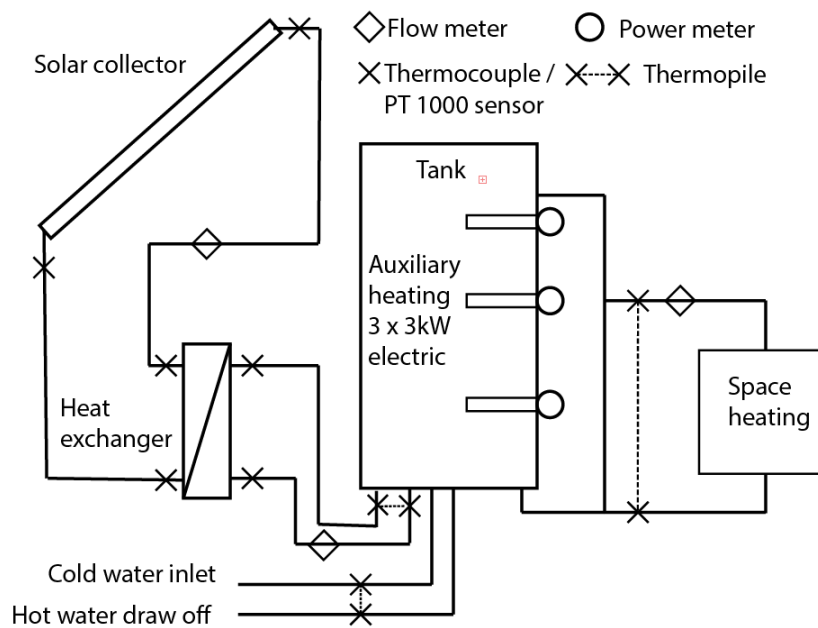 Flow meter
Power meter
Solar collector
Thermocouple /
PT 1000 sensor
Thermopile
Tank
Auxiliary
heating
3 x 3kW
electric
Space
heating
Heat
exchanger
Cold water inlet
Hot water draw off